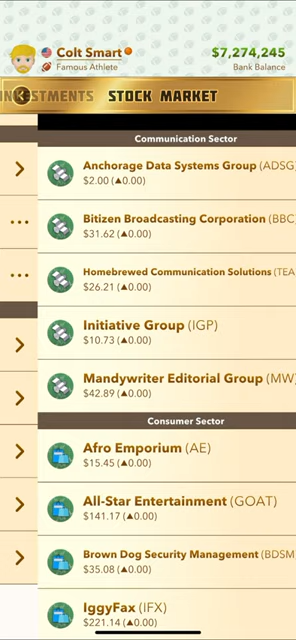 Colt Smart
$7,274,245
Famous Athlete
Bank Balance
STMENTS STOCK MARKET
Communication Sector
Anchorage Data Systems Group (ADSG
$2.00 (▲0.00)
Bitizen Broadcasting Corporation (BBC
$31.62 (▲0.00)
Homebrewed Communication Solutions (TEA
$26.21 (▲0.00)
Initiative Group (IGP)
$10.73 (▲0.00)
Mandywriter Editorial Group (MW
$42.89 (▲0.00)
Consumer Sector
Afro Emporium (AE)
$15.45 (▲0.00)
All-Star Entertainment (GOAT)
$141.17 (▲0.00)
Brown Dog Security Management (BDSM
$35.08 (▲0.00)
IggyFax (IFX)
$221.14 (▲0.00)